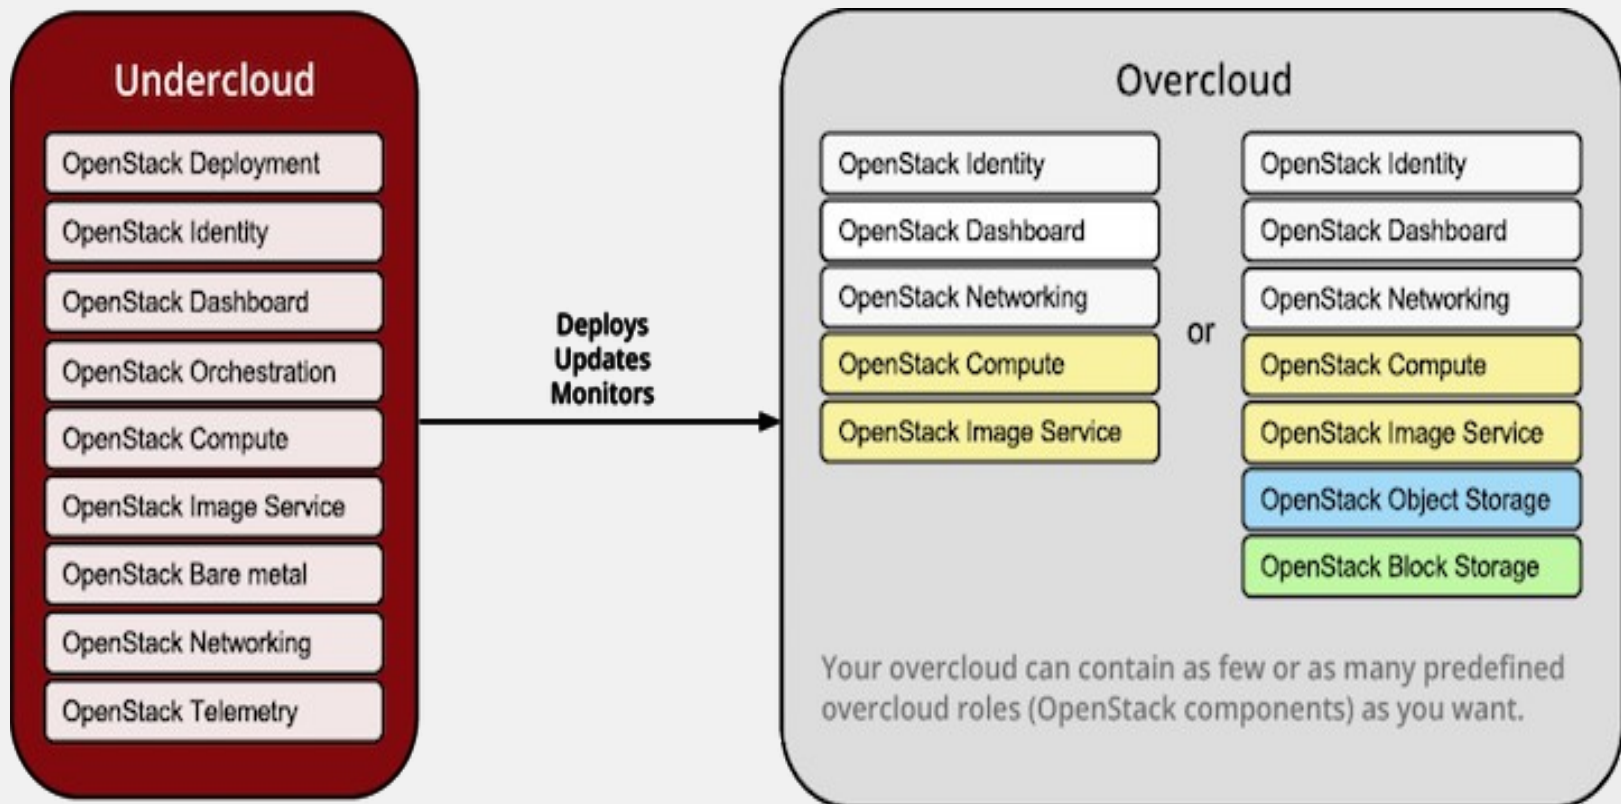 Undercloud
OpenStack Deployment
OpenStack Identity
OpenStack Dashboard
OpenStack Orchestration
OpenStack Compute
OpenStack Image Service
OpenStack Bare metal
OpenStack Networking
OpenStack Telemetry
Deploys
Updates
Monitors
Overcloud
OpenStack Identity
OpenStack Dashboard
OpenStack Networking
OpenStack Compute
OpenStack Image Service
or
OpenStack Identity
OpenStack Dashboard
OpenStack Networking
OpenStack Compute
OpenStack Image Service
OpenStack Object Storage
OpenStack Block Storage
Your overcloud can contain as few or as many predefined
overcloud roles (OpenStack components) as you want.